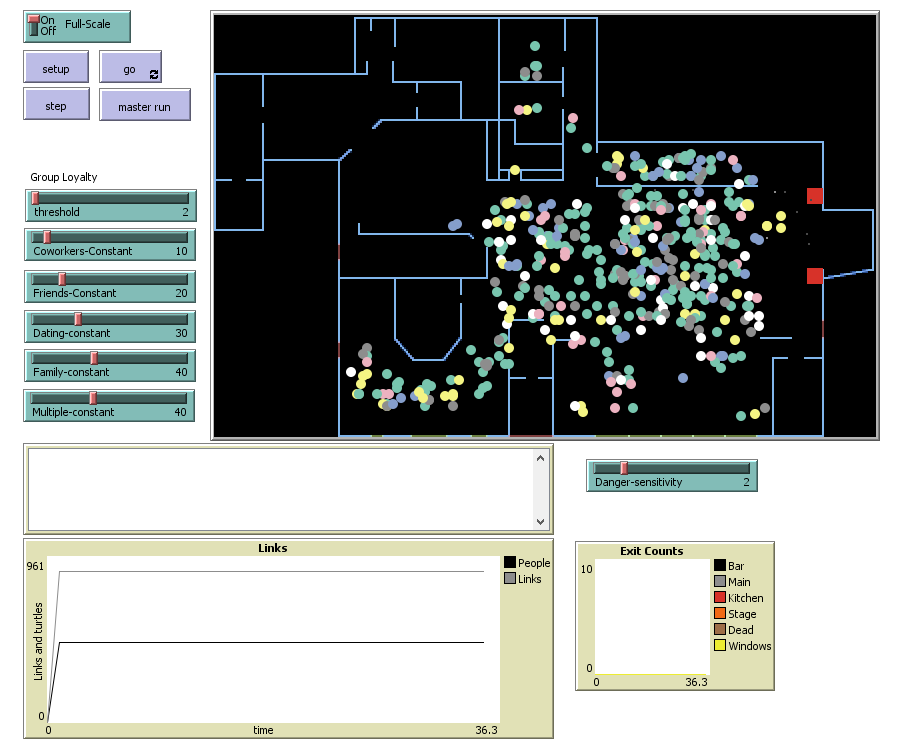 On
Off
Full-Scale
setup
go
step
master run
Group Loyalty
threshold 2
Coworkers-Constant 10
Friends-Constant 20
Dating-constant 30
Family-constant 40
Multiple-constant 40
Danger-sensitivity 2
Links
961
Links and turtles
0
0
time
36.3
People
Links
Exit Counts
10
0
0
36.3
Bar
Main
Kitchen
Stage
Dead
Windows